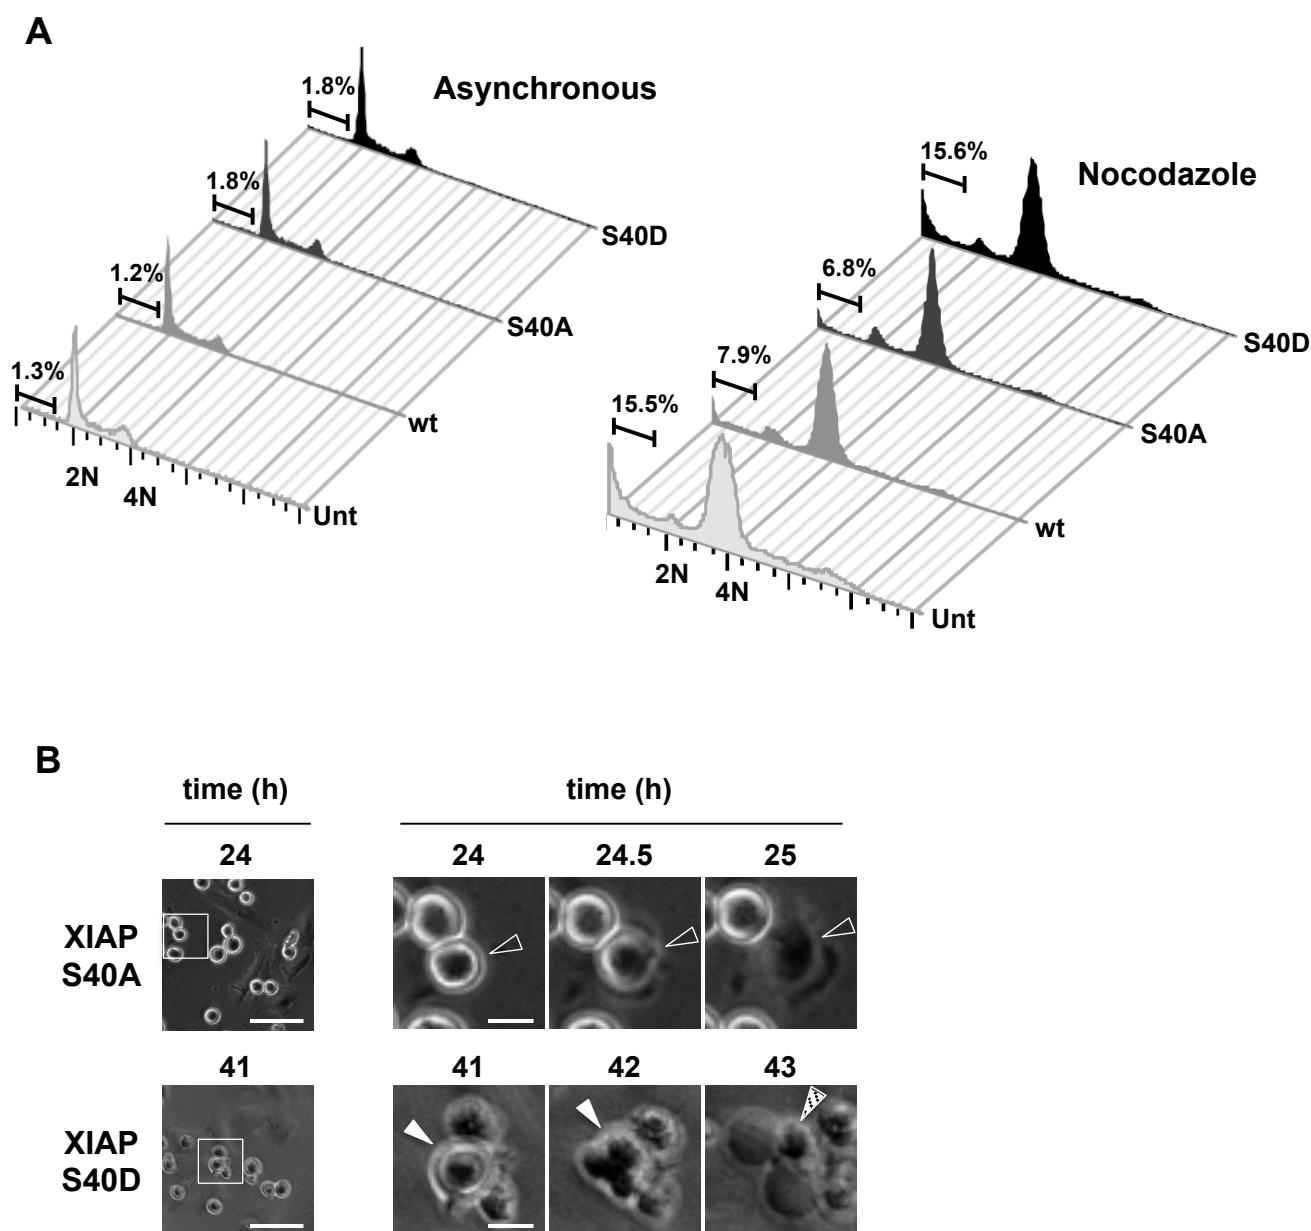 A
Asynchronous
1.8%
S40D
1.8%
S40A
1.2%
wt
1.3%
2N
4N
Unt
Nocodazole
15.6%
S40D
6.8%
S40A
7.9%
wt
15.5%
2N
4N
Unt
B
time (h)
time (h)
24
24
24.5
25
XIAP
S40A
41
41
42
43
XIAP
S40D